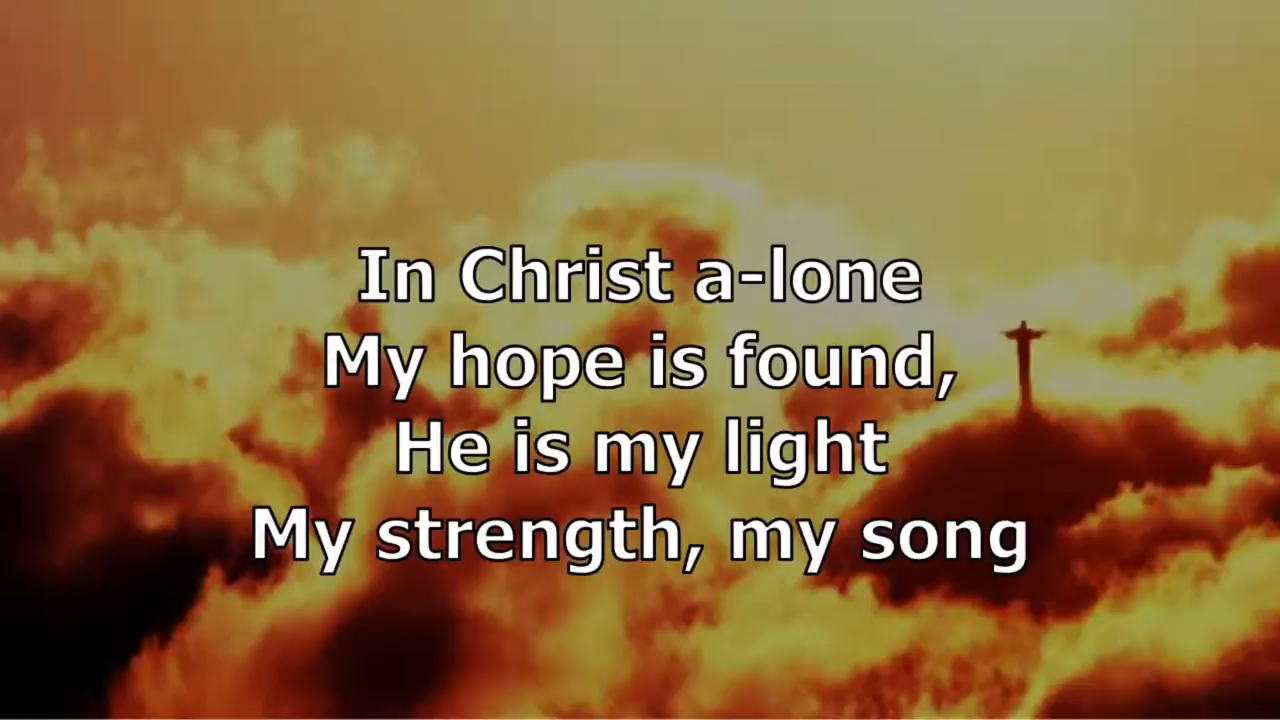 In Christ a-lone
My hope is found,
He is my light
My strength, my song